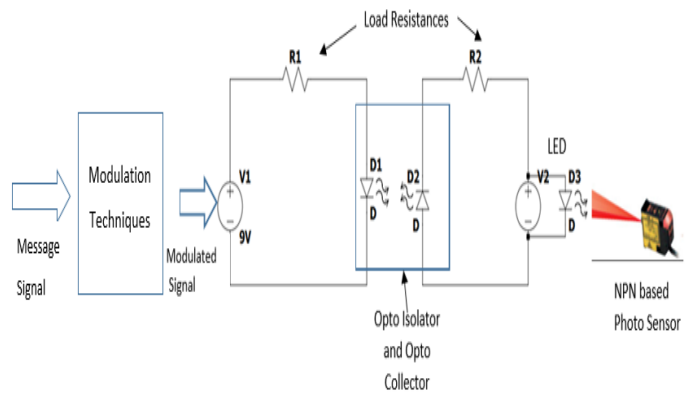 Load Resistances
R1
R2
Modulation
Techniques
Message
Signal
Modulated
Signal
V1
9V
D1
D
D2
D
LED
V2
D3
D
Opto Isolator
and Opto
Collector
NPN based
Photo Sensor